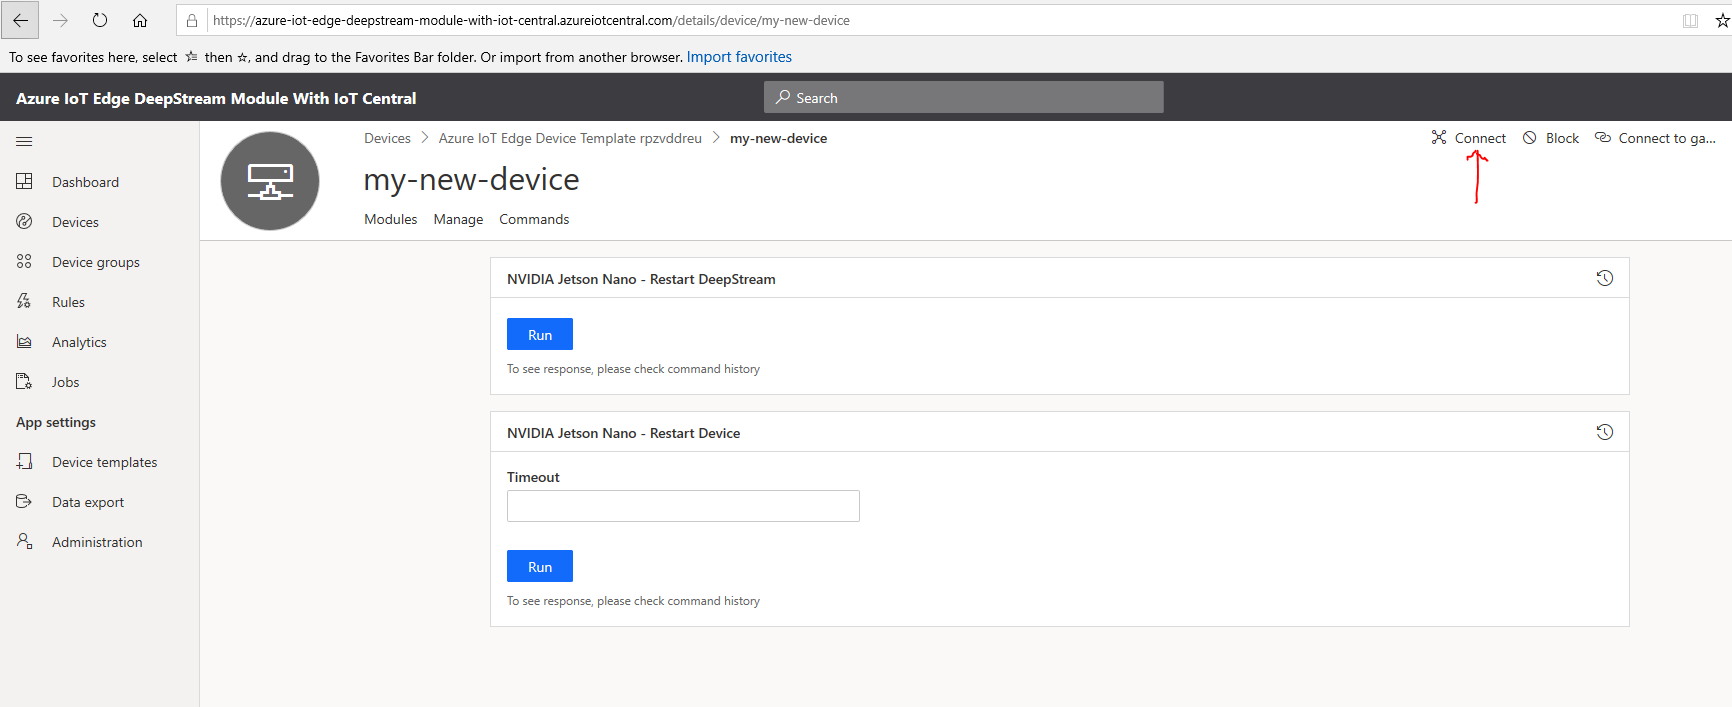 https://azure-iot-edge-deepstream-module-with-iot-central.azureiotcentral.com/details/device/my-new-device
To see favorites here, select then , and drag to the Favorites Bar folder. Or import from another browser. Import favorites
Azure IoT Edge DeepStream Module With IoT Central
Search
Devices > Azure IoT Edge Device Template rpzvddreu > my-new-device
Connect Block Connect to ga...
my-new-device
Modules Manage Commands
Dashboard
Devices
Device groups
Rules
Analytics
Jobs
App settings
Device templates
Data export
Administration
NVIDIA Jetson Nano - Restart DeepStream
Run
To see response, please check command history
NVIDIA Jetson Nano - Restart Device
Timeout
Run
To see response, please check command history